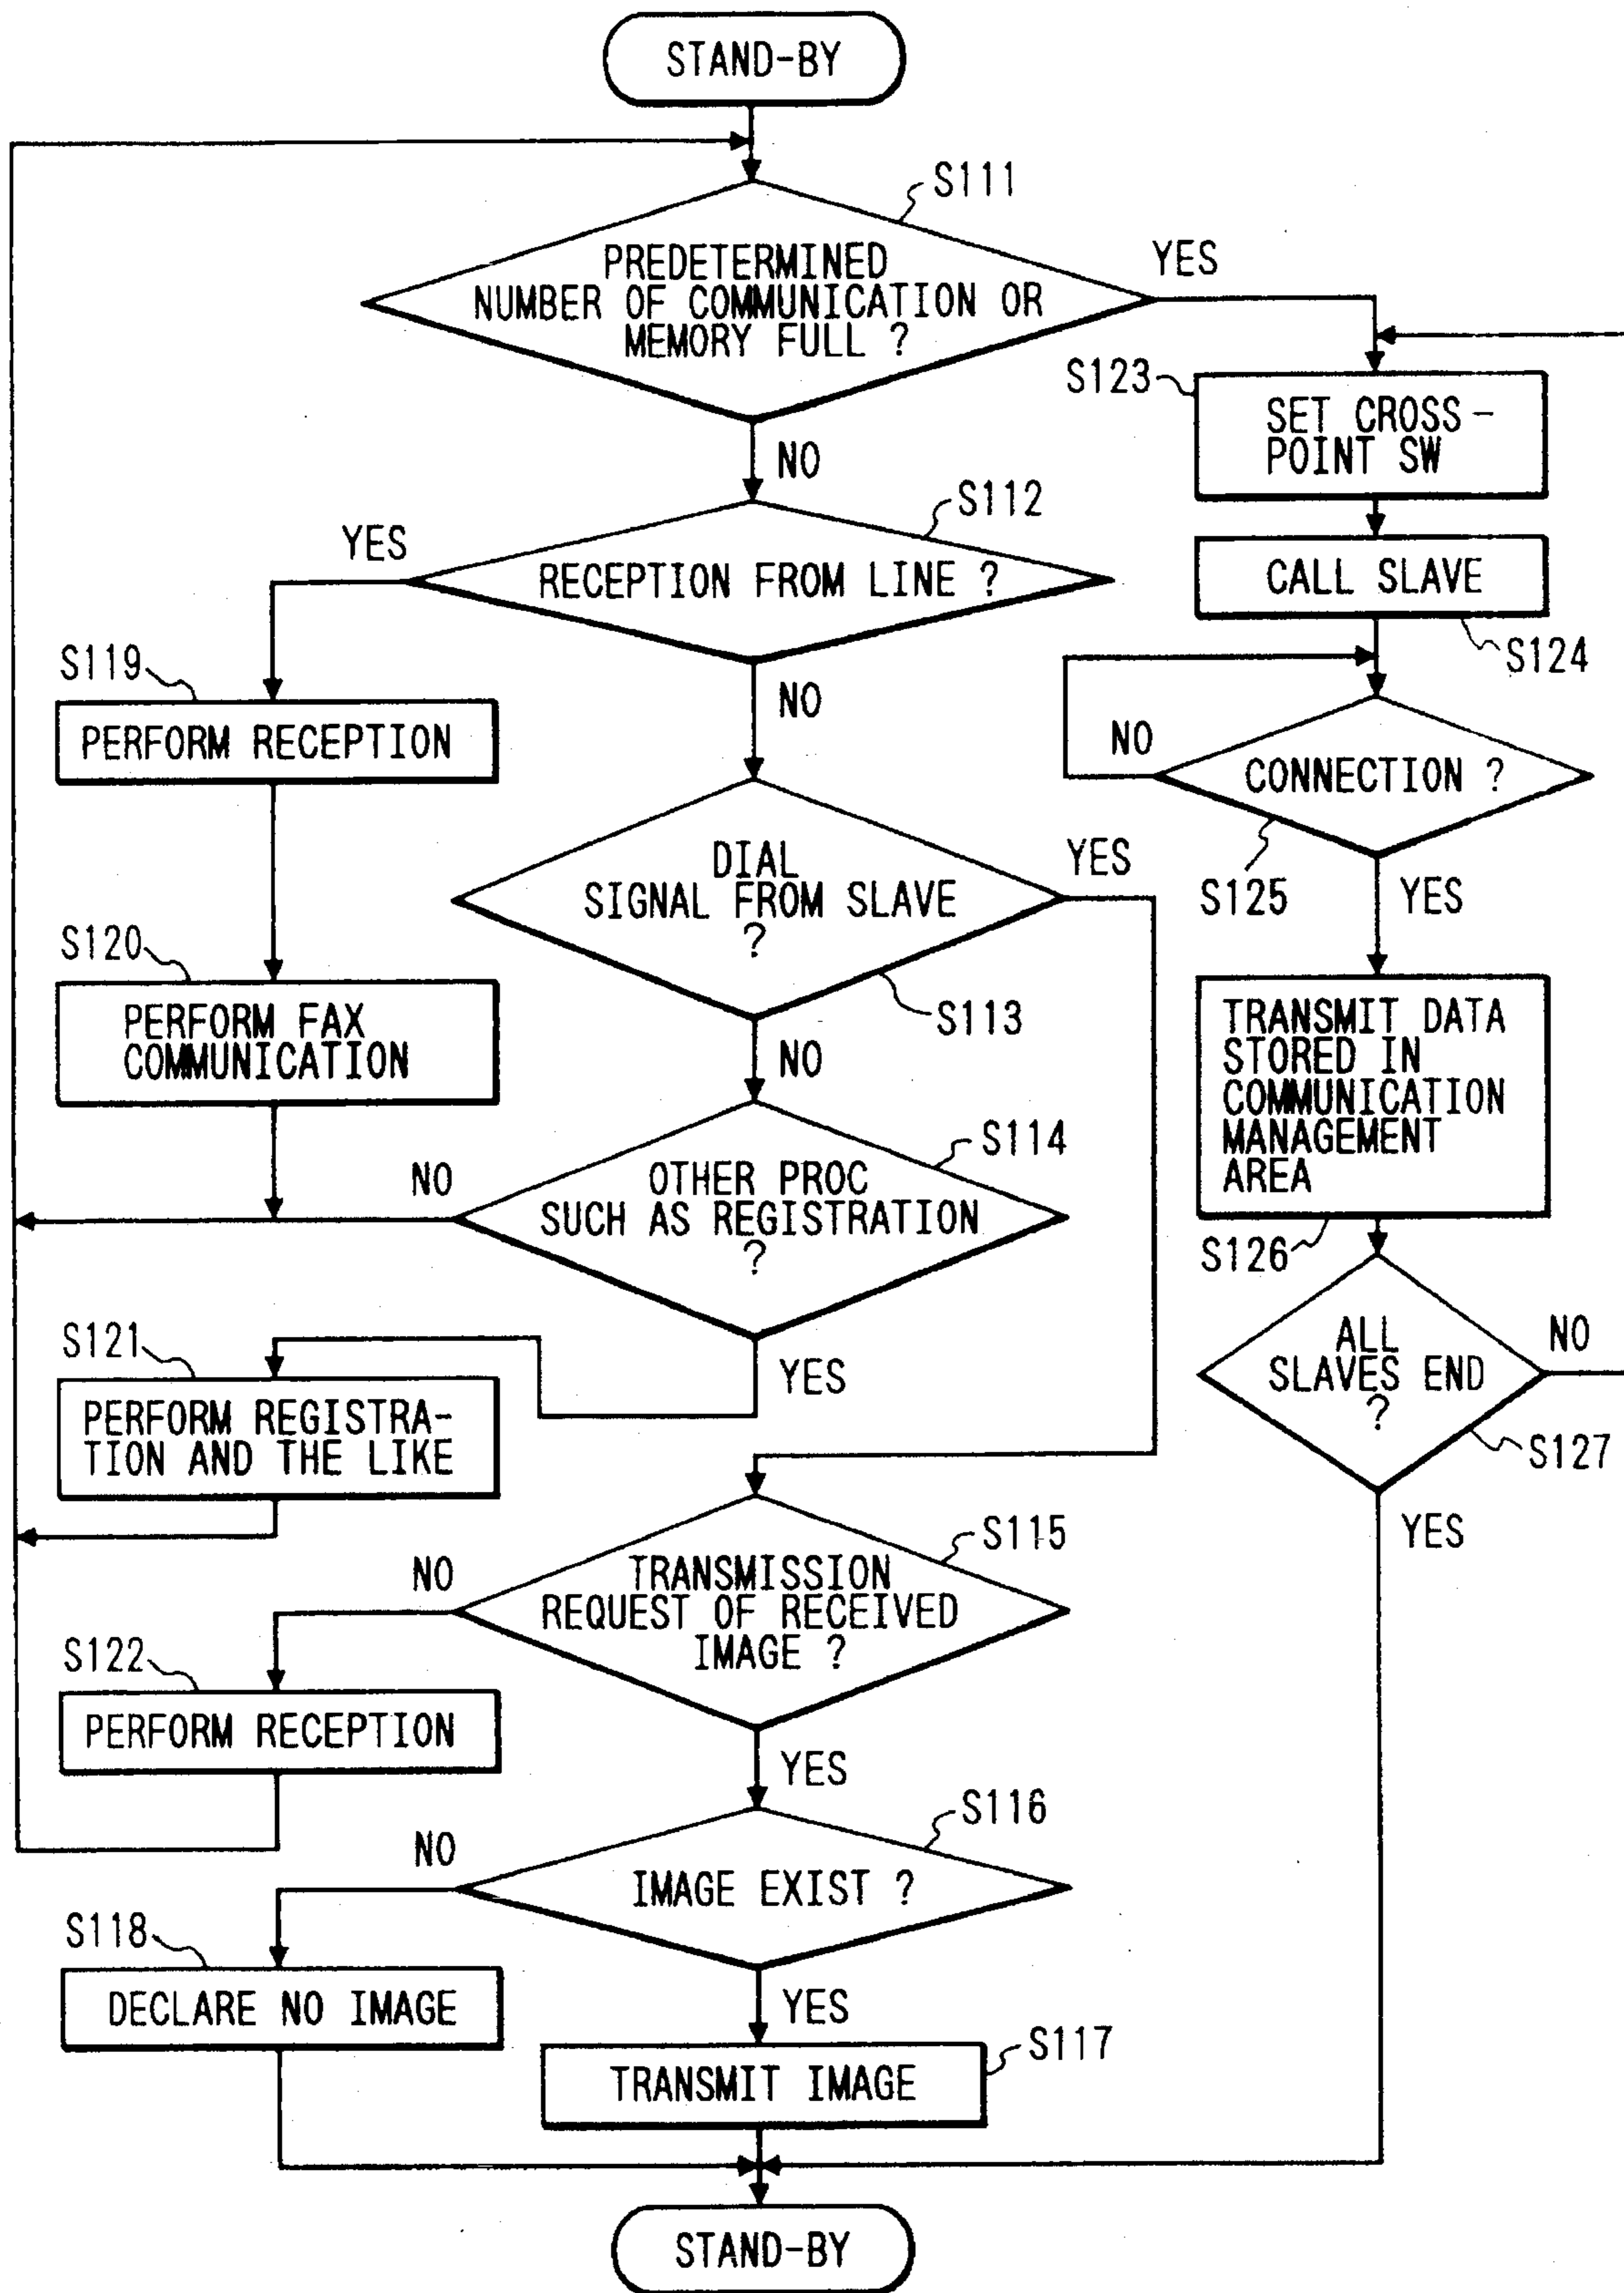 STAND-BY
S111
PREDETERMINED
NUMBER OF COMMUNICATION OR
MEMORY FULL ?
YES
NO
S123
SET CROSS-
POINT SW
S112
YES
RECEPTION FROM LINE ?
NO
CALL SLAVE
S124
S119
PERFORM RECEPTION
NO
CONNECTION ?
S125
YES
DIAL
SIGNAL FROM SLAVE
?
YES
S113
NO
S120
PERFORM FAX
COMMUNICATION
TRANSMIT DATA
STORED IN
COMMUNICATION
MANAGEMENT
AREA
S126
S114
NO
OTHER PROC
SUCH AS REGISTRATION
?
YES
S121
PERFORM REGISTRA-
TION AND THE LIKE
ALL
SLAVES END
?
NO
S127
YES
S115
NO
TRANSMISSION
REQUEST OF RECEIVED
IMAGE ?
YES
S122
PERFORM RECEPTION
S116
NO
IMAGE EXIST ?
YES
S118
DECLARE NO IMAGE
S117
TRANSMIT IMAGE
STAND-BY